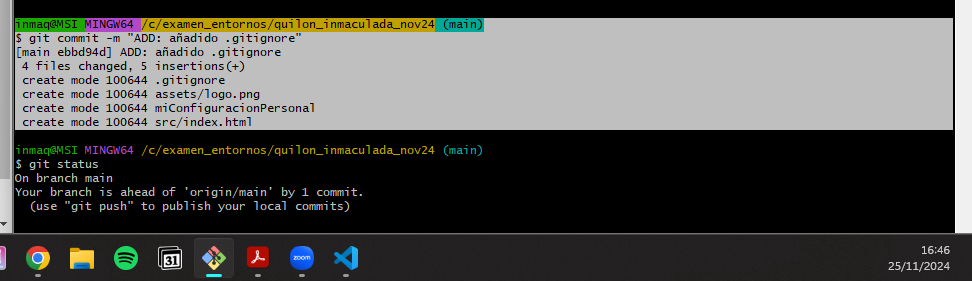 inmaq@MSI MINGW64 /c/examen_entornos/quilon_inmaculada_nov24 (main)
$ git commit -m "ADD: añadido .gitignore"
[main ebbd94d] ADD: añadido .gitignore
 4 files changed, 5 insertions(+)
 create mode 100644 .gitignore
 create mode 100644 assets/logo.png
 create mode 100644 miConfiguracionPersonal
 create mode 100644 src/index.html
inmaq@MSI MINGW64 /c/examen_entornos/quilon_inmaculada_nov24 (main)
$ git status
On branch main
Your branch is ahead of 'origin/main' by 1 commit.
  (use "git push" to publish your local commits)
31
zoom
16:46
25/11/2024